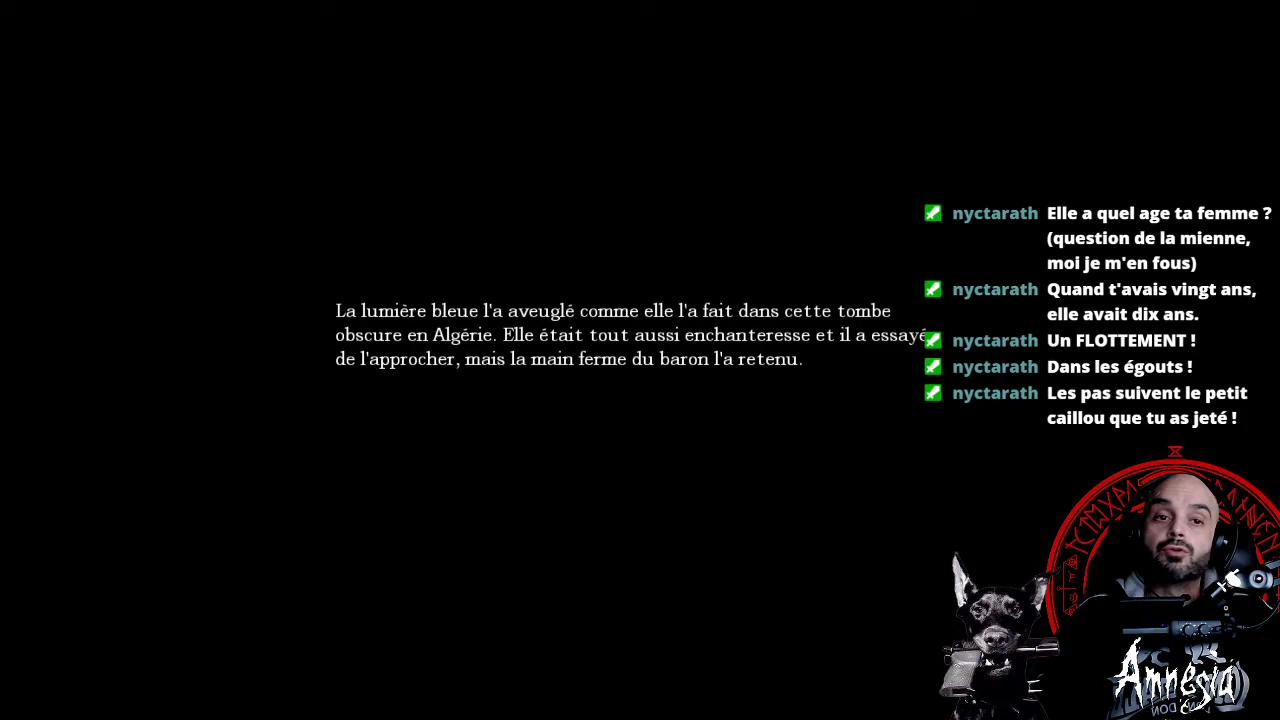 La lumière bleue l'a aveuglé comme elle l'a fait dans cette tombe
obscure en Algérie. Elle était tout aussi enchanteresse et il a essayé
de l'approcher, mais la main ferme du baron l'a retenu.
nyctarath Elle a quel age ta femme ?
(question de la mienne,
moi je m'en fous)
nyctarath Quand t'avais vingt ans,
elle avait dix ans.
nyctarath Un FLOTTEMENT !
nyctarath Dans les égouts !
nyctarath Les pas suivent le petit
caillou que tu as jeté !
Amnesia